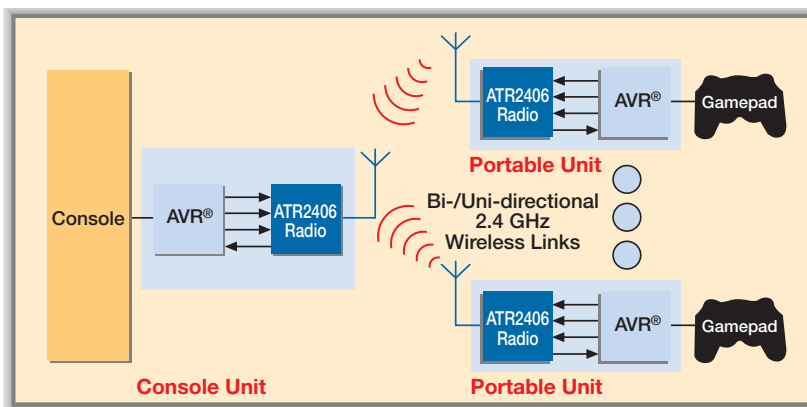 Console
AVR®
ATR2406
Radio
Console Unit
ATR2406
Radio
AVR®
Gamepad
Portable Unit
Bi-/Uni-directional
2.4 GHz
Wireless Links
ATR2406
Radio
AVR®
Gamepad
Portable Unit